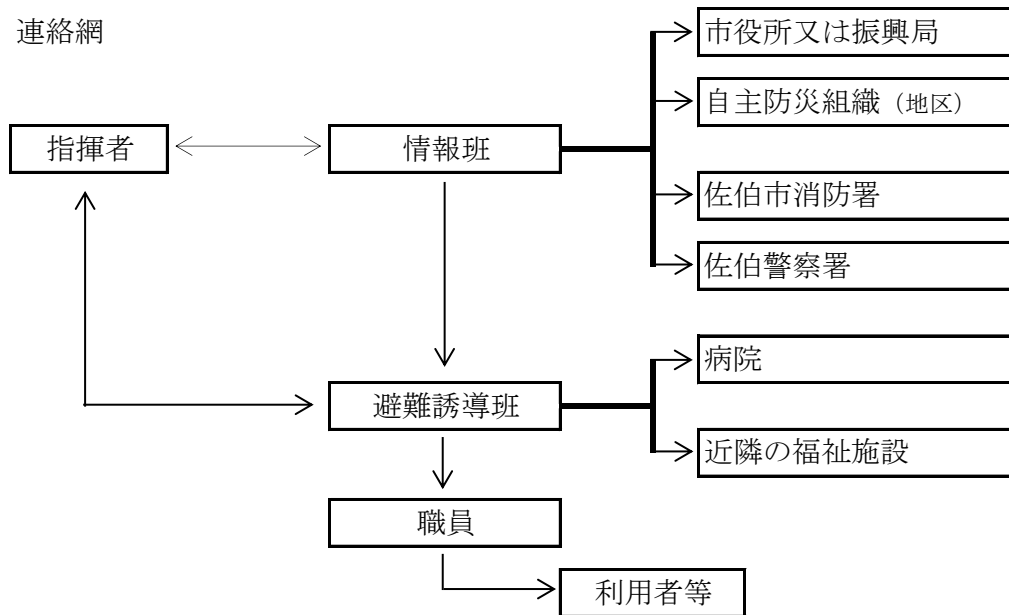 連絡網
市役所又は振興局
自主防災組織（地区）
指揮者
情報班
佐伯市消防署
佐伯警察署
病院
避難誘導班
近隣の福祉施設
職員
利用者等